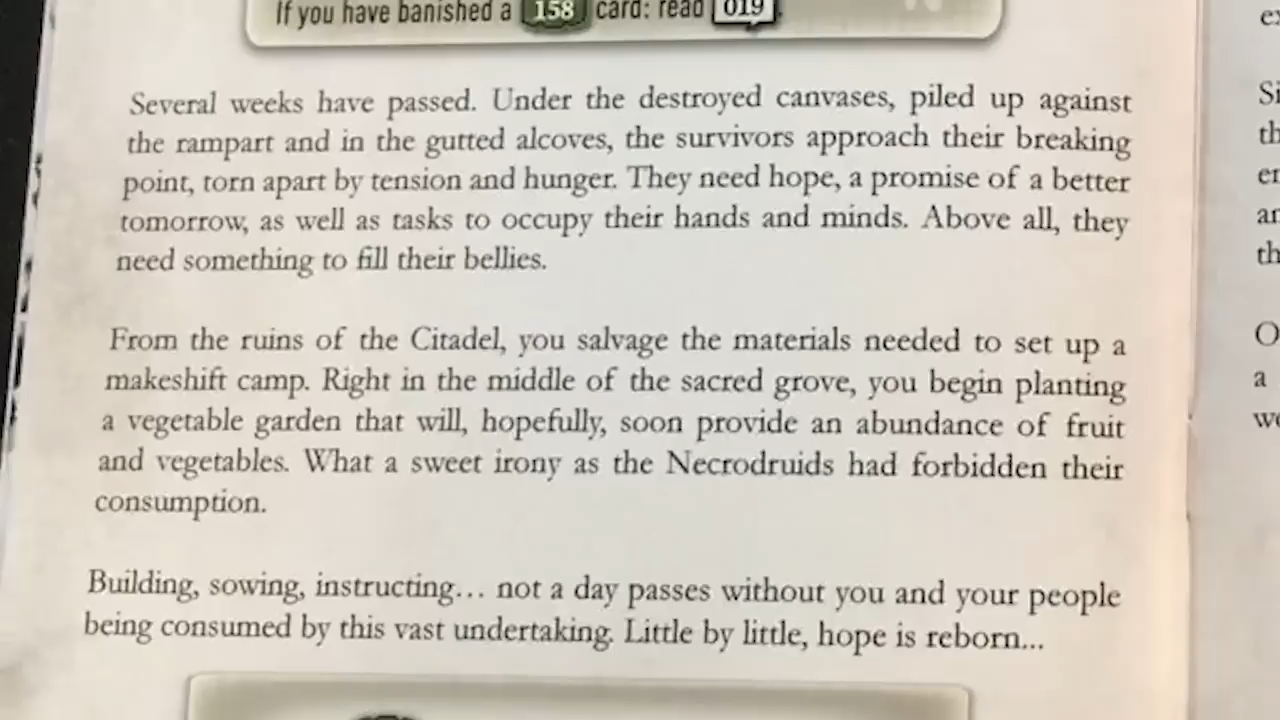 If you have banished a 158 card: read 019
Several weeks have passed. Under the destroyed canvases, piled up against
the rampart and in the gutted alcoves, the survivors approach their breaking
point, torn apart by tension and hunger. They need hope, a promise of a better
tomorrow, as well as tasks to occupy their hands and minds. Above all, they
need something to fill their bellies.
From the ruins of the Citadel, you salvage the materials needed to set up a
makeshift camp. Right in the middle of the sacred grove, you begin planting
a vegetable garden that will, hopefully, soon provide an abundance of fruit
and vegetables. What a sweet irony as the Necrodruids had forbidden their
consumption.
Building, sowing, instructing... not a day passes without you and your people
being consumed by this vast undertaking. Little by little, hope is reborn...